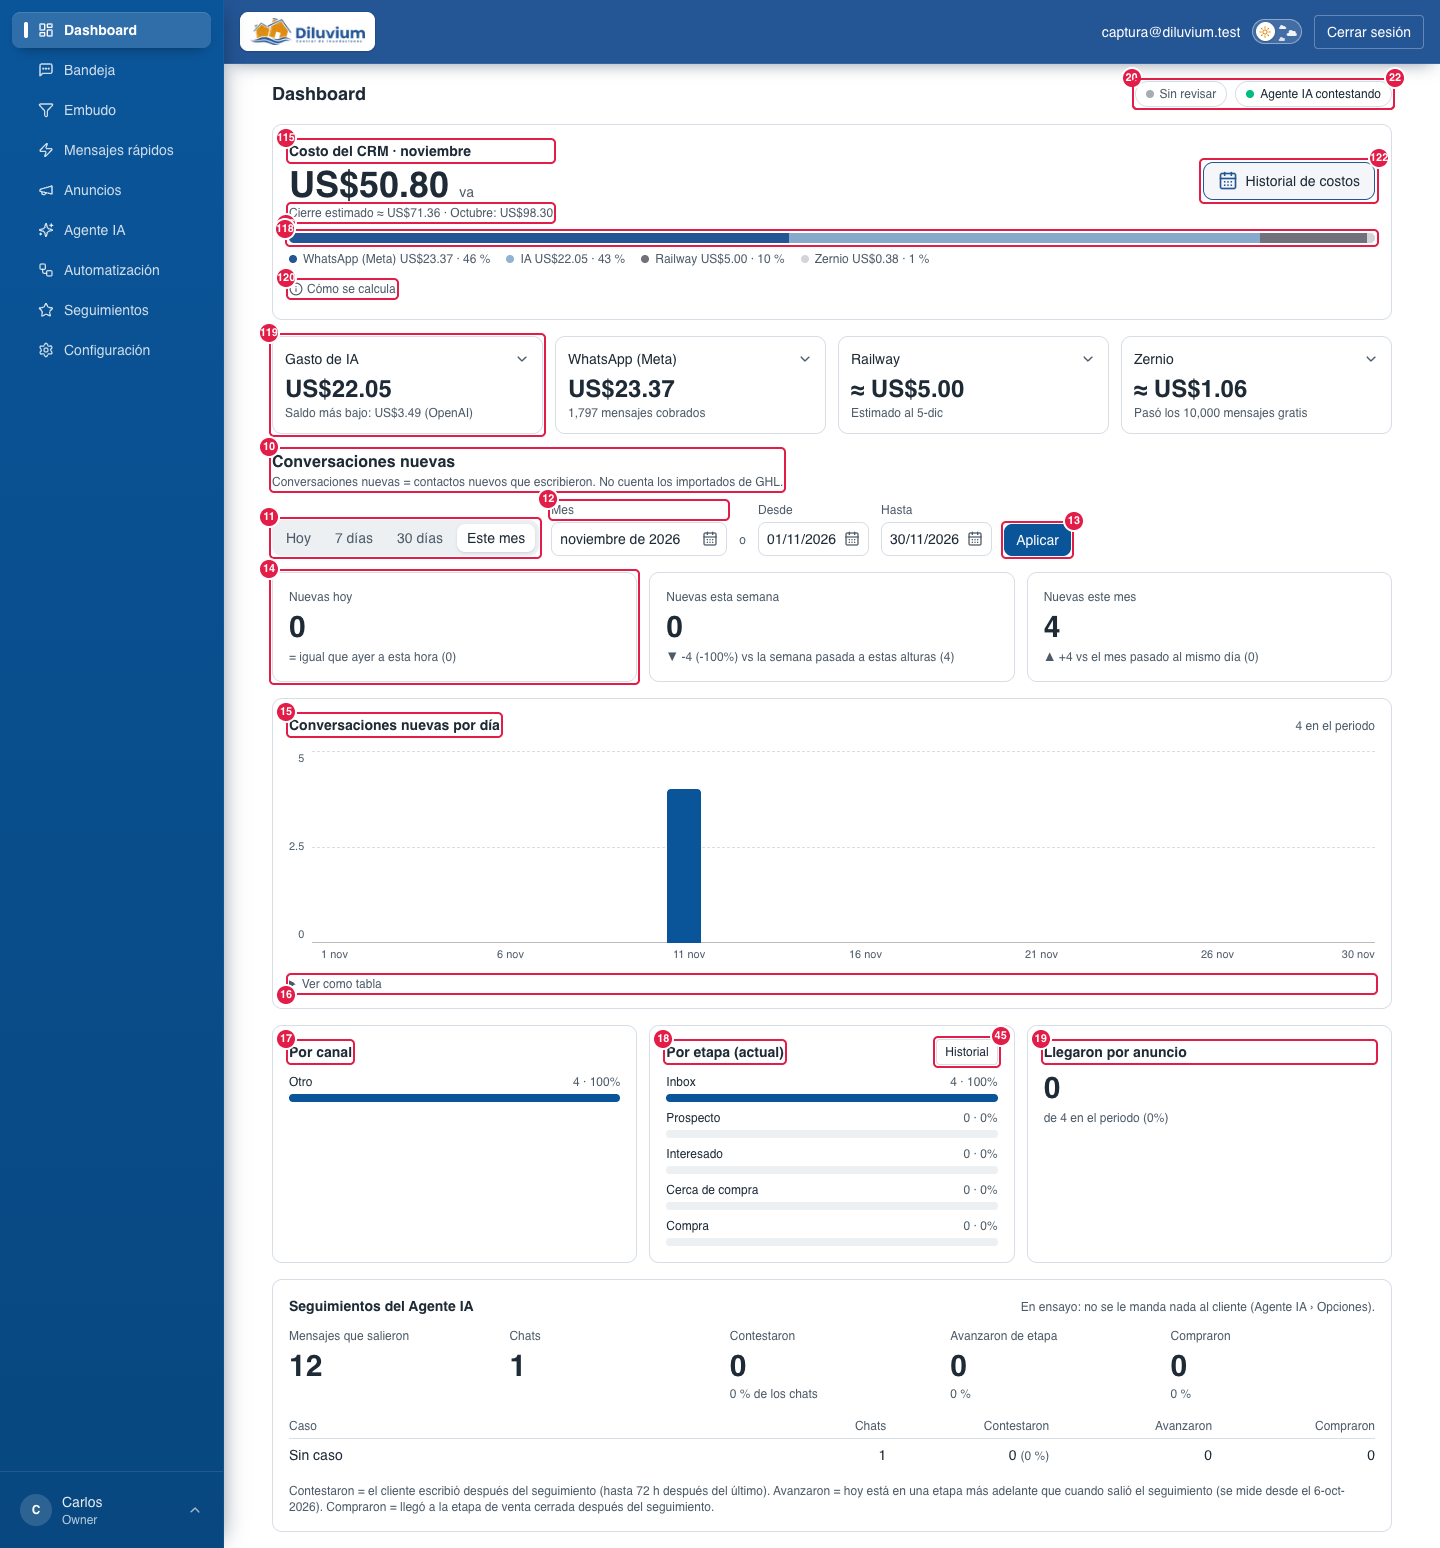 Dashboard
Bandeja
Embudo
Mensajes rápidos
Anuncios
Agente IA
Automatización
Seguimientos
Configuración
C
Carlos
Owner
Diluvium
captura@diluvium.test
Cerrar sesión
Dashboard
20
22
Sin revisar
Agente IA contestando
115
Costo del CRM · noviembre
US$50.80 va
Cierre estimado ≈ US$71.36 · Octubre: US$98.30
122
Historial de costos
118
WhatsApp (Meta) US$23.37 · 46 %
IA US$22.05 · 43 %
Railway US$5.00 · 10 %
Zernio US$0.38 · 1 %
120
Cómo se calcula
119
Gasto de IA
US$22.05
Saldo más bajo: US$3.49 (OpenAI)
WhatsApp (Meta)
US$23.37
1,797 mensajes cobrados
Railway
≈ US$5.00
Estimado al 5-dic
Zernio
≈ US$1.06
Pasó los 10,000 mensajes gratis
10
Conversaciones nuevas
Conversaciones nuevas = contactos nuevos que escribieron. No cuenta los importados de GHL.
11
Hoy
7 días
30 días
Este mes
12
Mes
noviembre de 2026
o
Desde
01/11/2026
Hasta
30/11/2026
13
Aplicar
14
Nuevas hoy
0
= igual que ayer a esta hora (0)
Nuevas esta semana
0
▼ -4 (-100%) vs la semana pasada a estas alturas (4)
Nuevas este mes
4
▲ +4 vs el mes pasado al mismo día (0)
15
Conversaciones nuevas por día
4 en el periodo
5
2.5
0
1 nov
6 nov
11 nov
16 nov
21 nov
26 nov
30 nov
16
Ver como tabla
17
Por canal
Otro
4 · 100%
18
Por etapa (actual)
45
Historial
Inbox
4 · 100%
Prospecto
0 · 0%
Interesado
0 · 0%
Cerca de compra
0 · 0%
Compra
0 · 0%
19
Llegaron por anuncio
0
de 4 en el periodo (0%)
Seguimientos del Agente IA
En ensayo: no se le manda nada al cliente (Agente IA › Opciones).
Mensajes que salieron
12
Chats
1
Contestaron
0
0 % de los chats
Avanzaron de etapa
0
0 %
Compraron
0
0 %
Caso
Chats
Contestaron
Avanzaron
Compraron
Sin caso
1
0 (0 %)
0
0
Contestaron = el cliente escribió después del seguimiento (hasta 72 h después del último). Avanzaron = hoy está en una etapa más adelante que cuando salió el seguimiento (se mide desde el 6-oct-
2026). Compraron = llegó a la etapa de venta cerrada después del seguimiento.